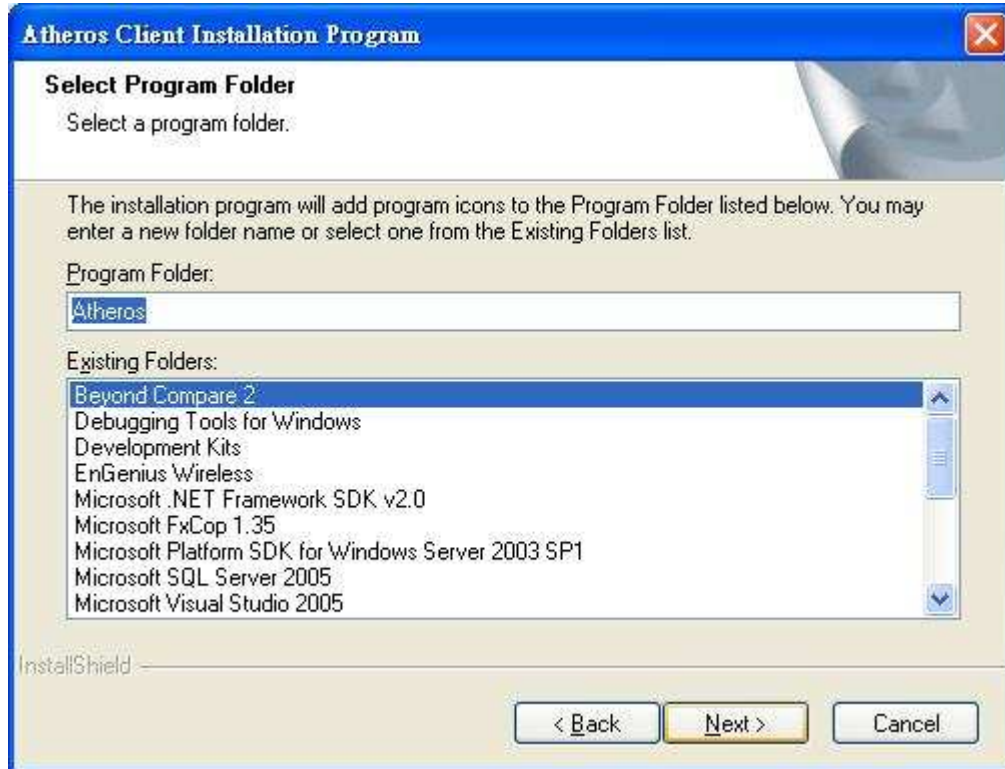 Atheros Client Installation Program
Select Program Folder
Select a program folder.
The installation program will add program icons to the Program Folder listed below. You may
enter a new folder name or select one from the Existing Folders list.
Program Folder:
Atheros
Existing Folders:
Beyond Compare 2
Debugging Tools for Windows
Development Kits
EnGenius Wireless
Microsoft .NET Framework SDK v2.0
Microsoft FxCop 1.35
Microsoft Platform SDK for Windows Server 2003 SP1
Microsoft SQL Server 2005
Microsoft Visual Studio 2005
InstallShield
< Back Next > Cancel